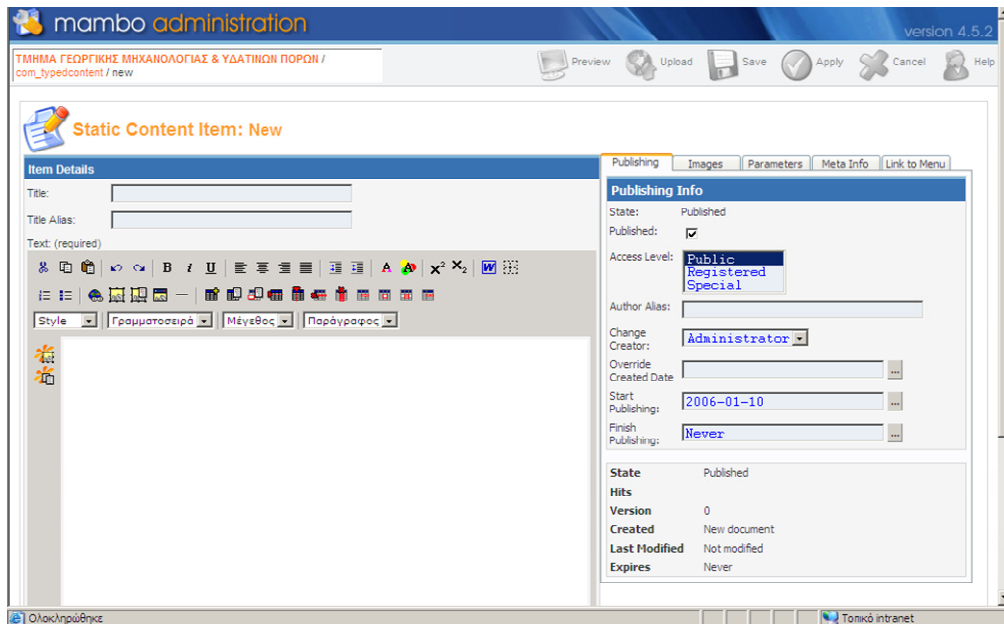 mambo administration
version 4.5.2
ΤΜΗΜΑ ΓΕΩΡΓΙΚΗΣ ΜΗΧΑΝΟΛΟΓΙΑΣ & ΥΔΑΤΙΝΩΝ ΠΟΡΩΝ /
com_typedcontent / new
Preview
Upload
Save
Apply
Cancel
Help
Static Content Item: New
Item Details
Title:
Title Alias:
Text: (required)
B i U
A
x² X₂
W
Style
Γραμματοσειρά
Μέγεθος
Παράγραφος
Publishing
Images
Parameters
Meta Info
Link to Menu
Publishing Info
State: Published
Published:
Access Level:
Public
Registered
Special
Author Alias:
Change
Creator:
Administrator
Override
Created Date
...
Start
Publishing:
2006-01-10
...
Finish
Publishing:
Never
...
State Published
Hits
Version 0
Created New document
Last Modified Not modified
Expires Never
Ολοκληρώθηκε
Τοπικό intranet